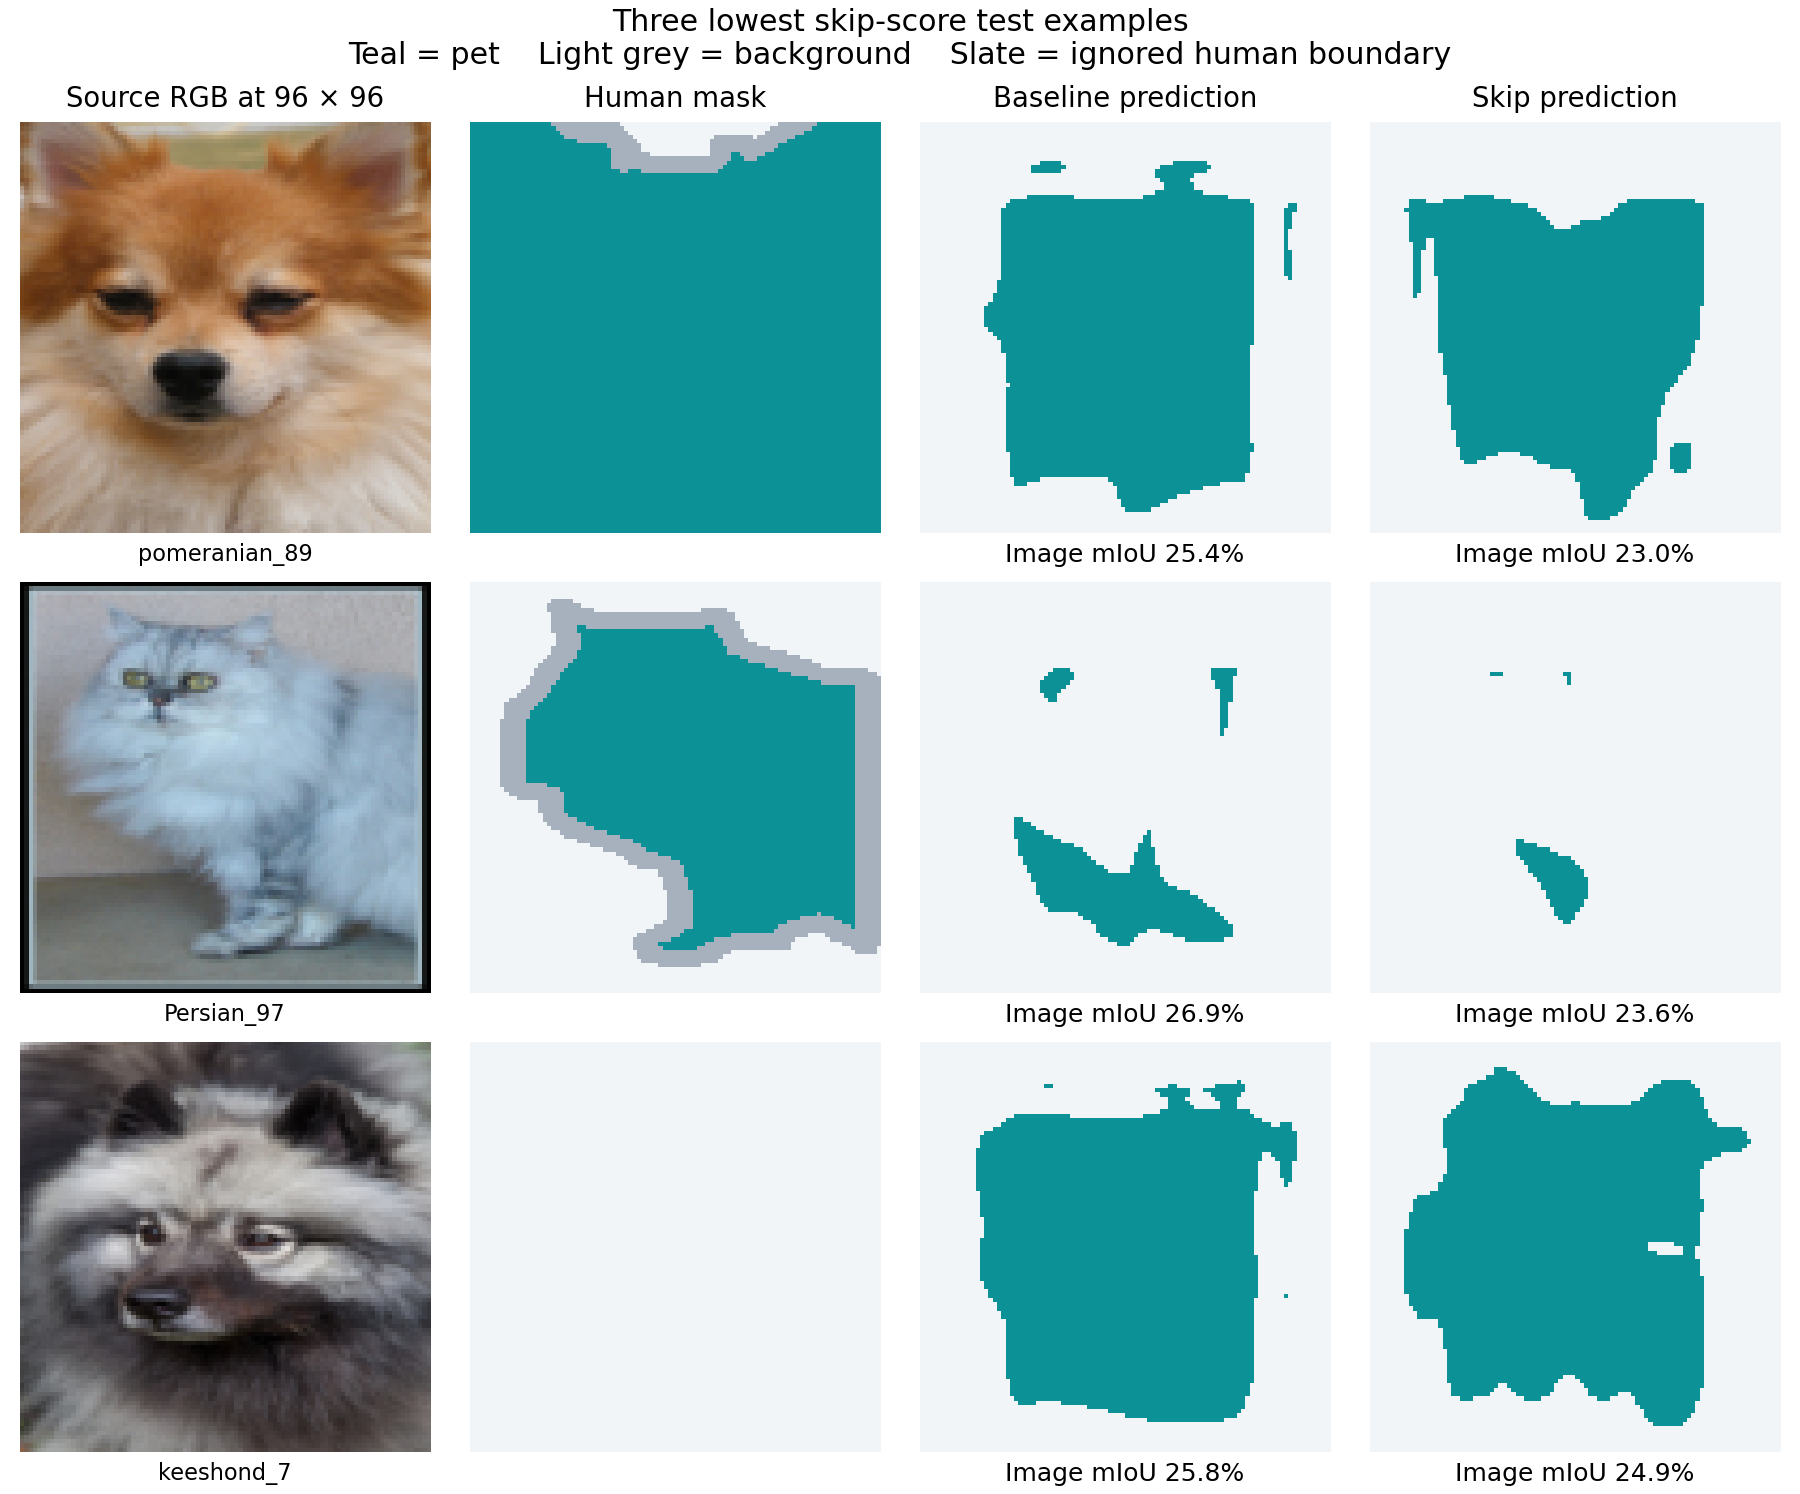 Three lowest skip-score test examples
Teal = pet    Light grey = background    Slate = ignored human boundary
Source RGB at 96 × 96    Human mask    Baseline prediction    Skip prediction
pomeranian_89    Image mIoU 25.4%    Image mIoU 23.0%
Persian_97    Image mIoU 26.9%    Image mIoU 23.6%
keeshond_7    Image mIoU 25.8%    Image mIoU 24.9%